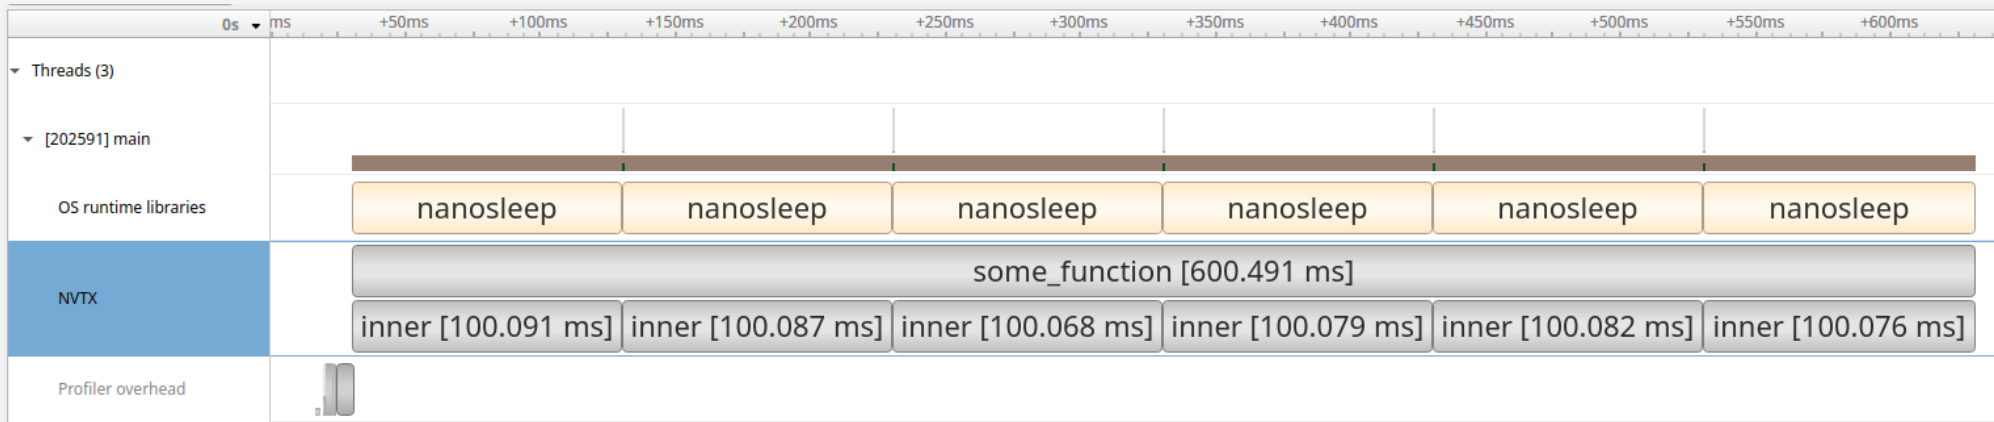 0s ms +50ms +100ms +150ms +200ms +250ms +300ms +350ms +400ms +450ms +500ms +550ms +600ms
Threads (3)
[202591] main
OS runtime libraries nanosleep nanosleep nanosleep nanosleep nanosleep nanosleep
some_function [600.491 ms]
NVTX
inner [100.091 ms] inner [100.087 ms] inner [100.068 ms] inner [100.079 ms] inner [100.082 ms] inner [100.076 ms]
Profiler overhead